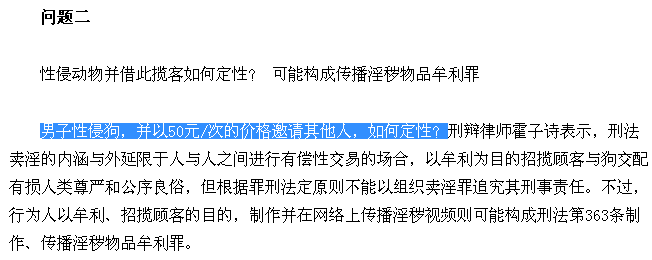 问题二
性侵动物并借此揽客如何定性？ 可能构成传播淫秽物品牟利罪
男子性侵狗，并以50元/次的价格邀请其他人，如何定性？刑辩律师霍子诗表示，刑法
卖淫的内涵与外延限于人与人之间进行有偿性交易的场合，以牟利为目的招揽顾客与狗交配
有损人类尊严和公序良俗，但根据罪刑法定原则不能以组织卖淫罪追究其刑事责任。不过，
行为人以牟利、招揽顾客的目的，制作并在网络上传播淫秽视频则可能构成刑法第363条制
作、传播淫秽物品牟利罪。